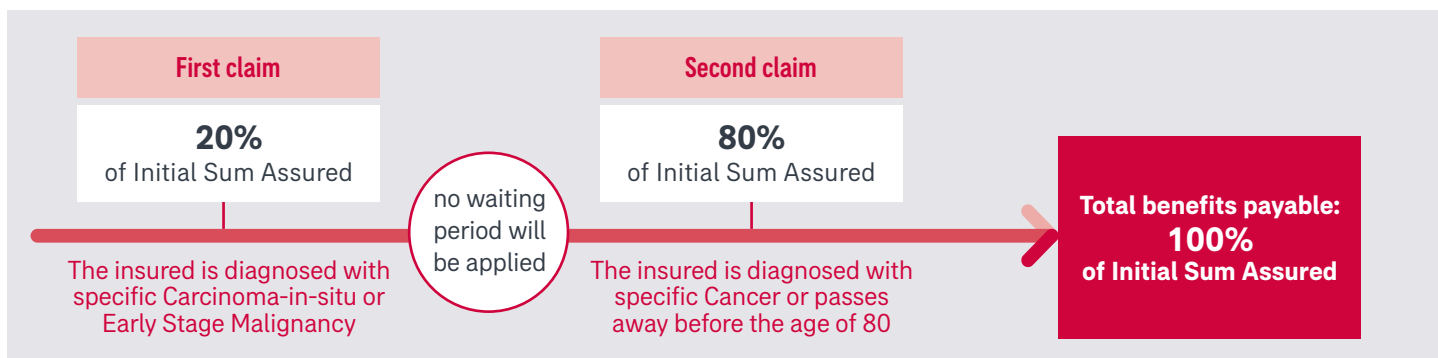 First claim
20%
of Initial Sum Assured
The insured is diagnosed with
specific Carcinoma-in-situ or
Early Stage Malignancy
no waiting
period will
be applied
Second claim
80%
of Initial Sum Assured
The insured is diagnosed with
specific Cancer or passes
away before the age of 80
Total benefits payable:
100%
of Initial Sum Assured